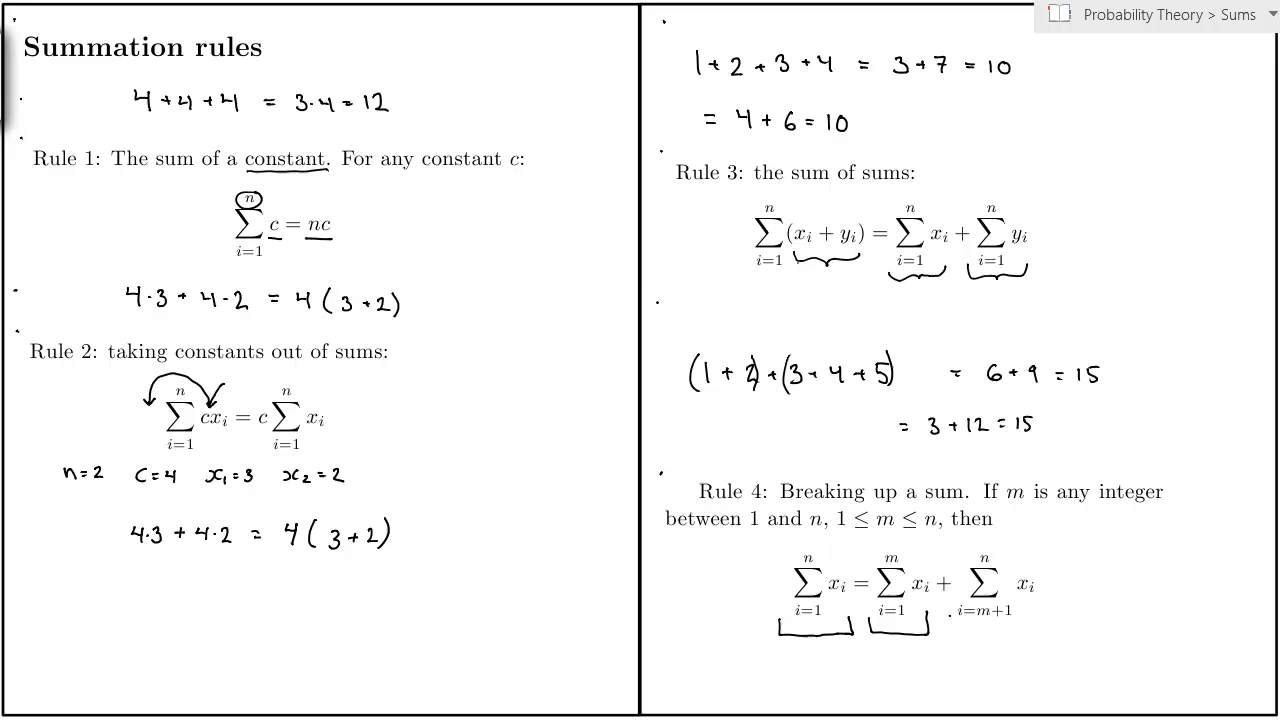 Summation rules
4 + 4 + 4 = 3·4 = 12
Rule 1: The sum of a constant. For any constant c:
∑_{i=1}^{n} c = nc
4·3 + 4·2 = 4(3+2)
Rule 2: taking constants out of sums:
∑_{i=1}^{n} cx_i = c ∑_{i=1}^{n} x_i
n=2 C=4 x_1=3 x_2=2
4·3 + 4·2 = 4(3+2)
Probability Theory > Sums
1 + 2 + 3 + 4 = 3 + 7 = 10
= 4 + 6 = 10
Rule 3: the sum of sums:
∑_{i=1}^{n} (x_i + y_i) = ∑_{i=1}^{n} x_i + ∑_{i=1}^{n} y_i
(1 + 2) + (3 + 4 + 5) = 6 + 9 = 15
= 3 + 12 = 15
Rule 4: Breaking up a sum. If m is any integer
between 1 and n, 1 ≤ m ≤ n, then
∑_{i=1}^{n} x_i = ∑_{i=1}^{m} x_i + ∑_{i=m+1}^{n} x_i